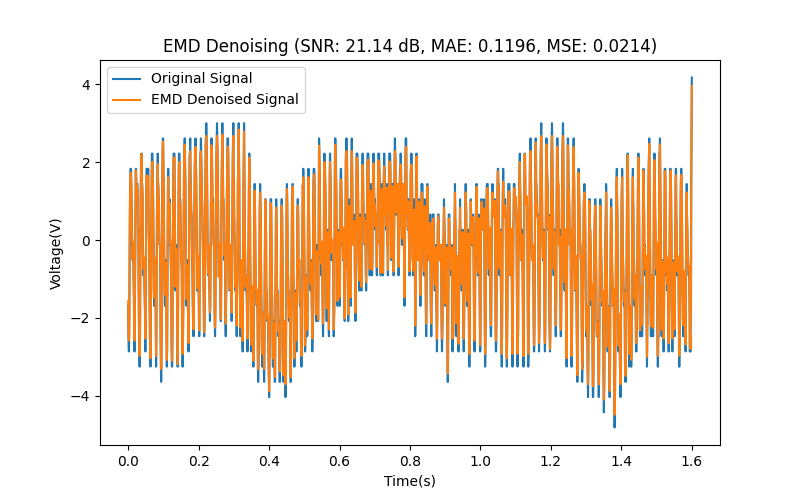 EMD Denoising (SNR: 21.14 dB, MAE: 0.1196, MSE: 0.0214)
Original Signal
EMD Denoised Signal
4
2
0
−2
−4
Voltage(V)
0.0 0.2 0.4 0.6 0.8 1.0 1.2 1.4 1.6
Time(s)